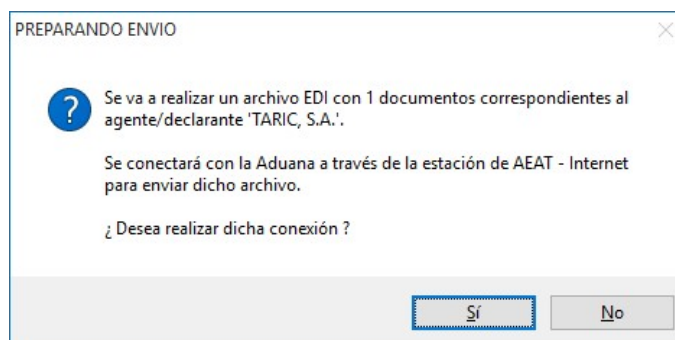 PREPARANDO ENVIO
Se va a realizar un archivo EDI con 1 documentos correspondientes al
agente/declarante 'TARIC, S.A.'.
Se conectará con la Aduana a través de la estación de AEAT - Internet
para enviar dicho archivo.
¿ Desea realizar dicha conexión ?
Sí
No